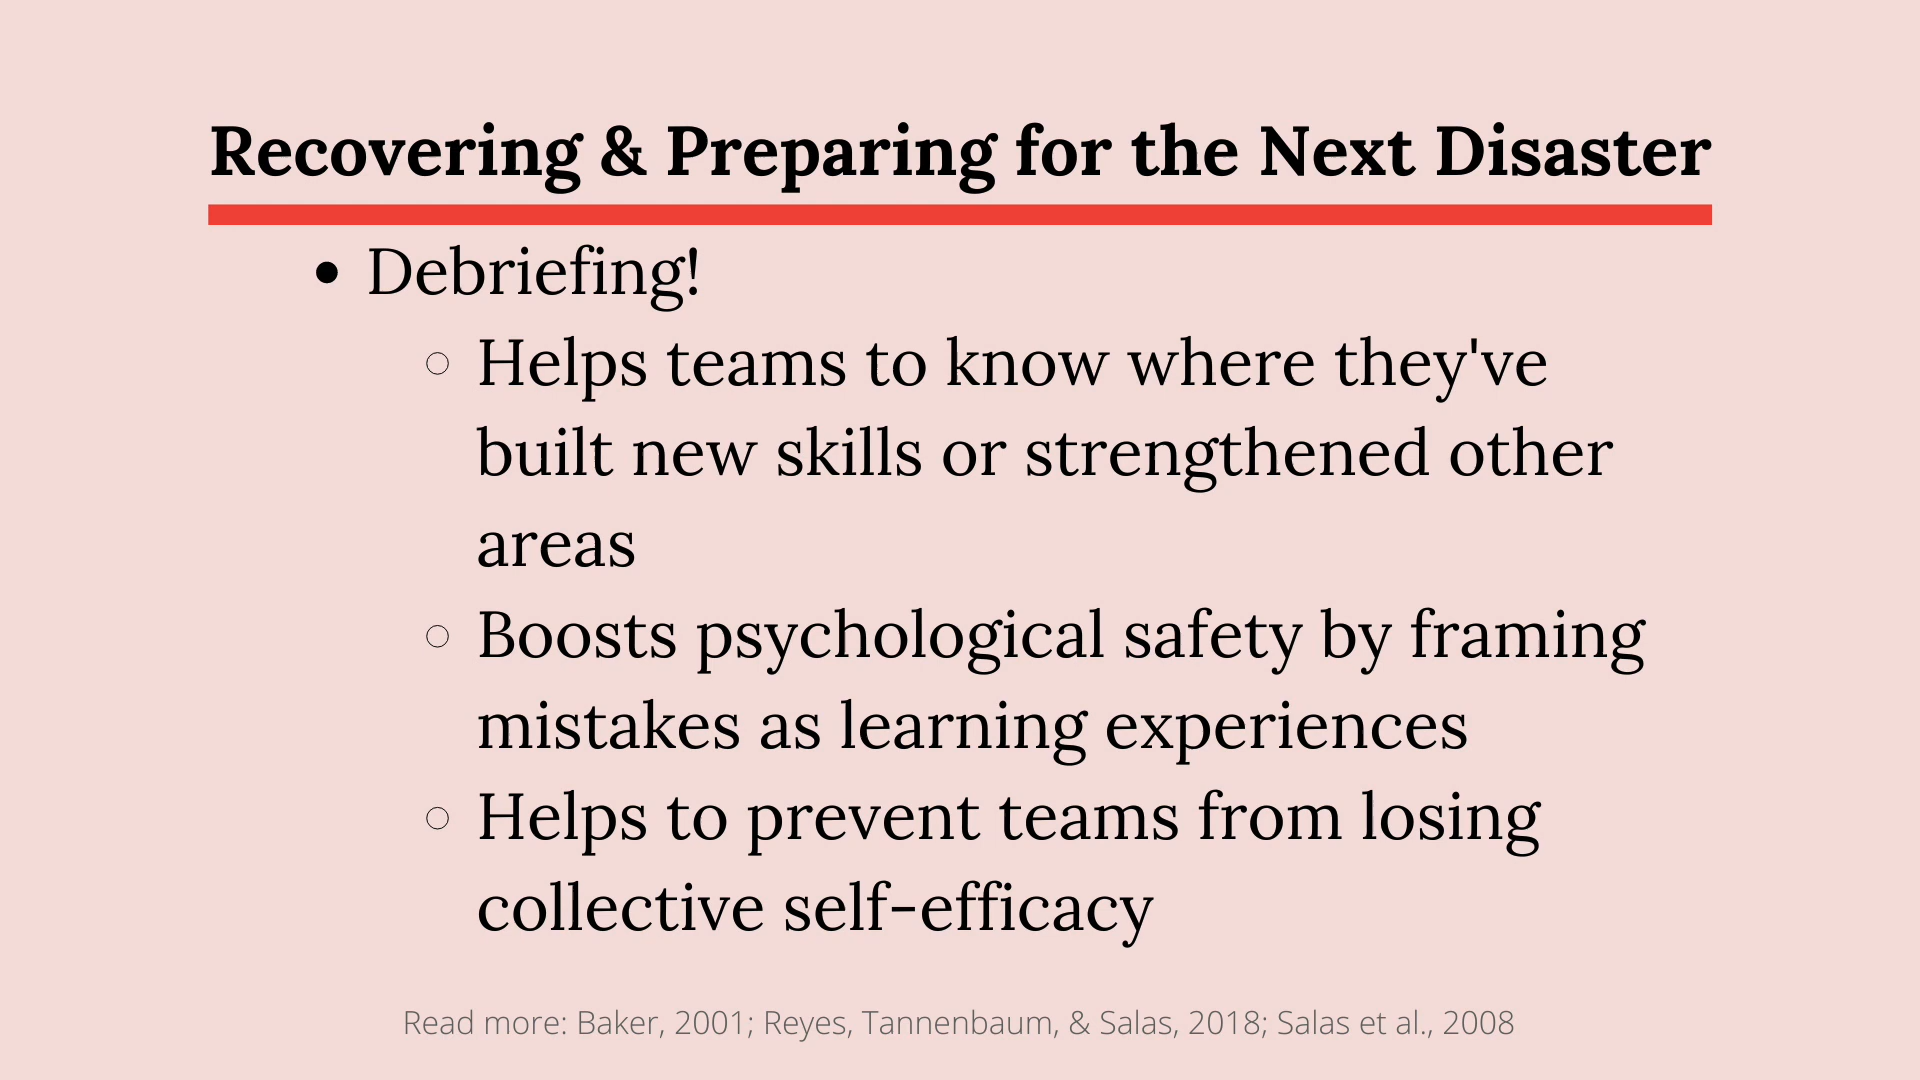 Recovering & Preparing for the Next Disaster
• Debriefing!
○ Helps teams to know where they've
built new skills or strengthened other
areas
○ Boosts psychological safety by framing
mistakes as learning experiences
○ Helps to prevent teams from losing
collective self-efficacy
Read more: Baker, 2001; Reyes, Tannenbaum, & Salas, 2018; Salas et al., 2008